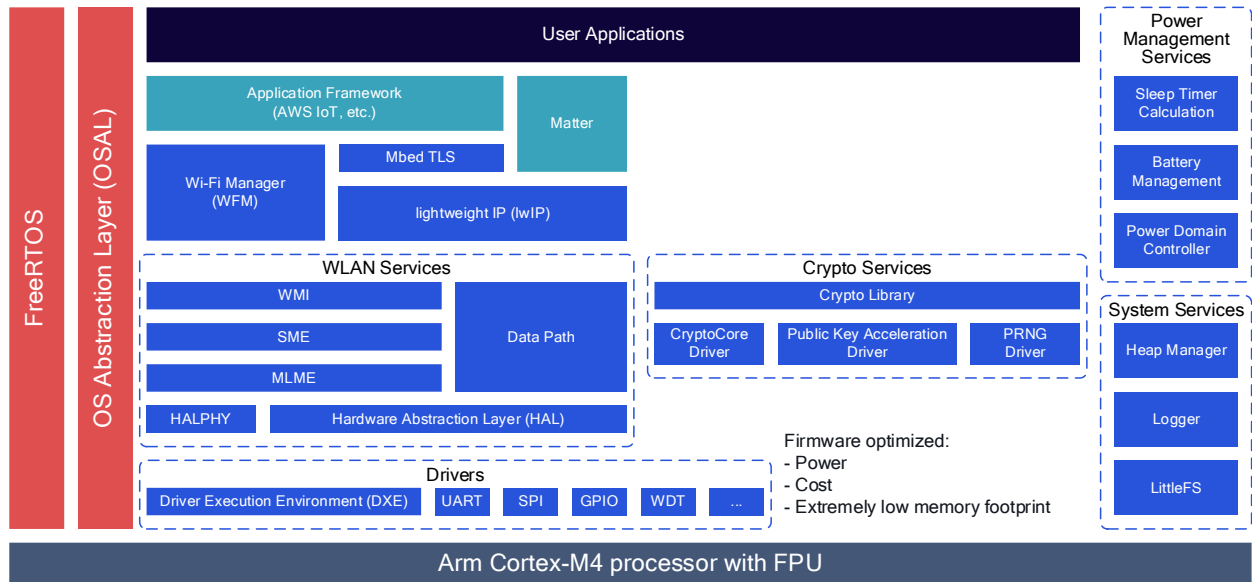 FreeRTOS
OS Abstraction Layer (OSAL)
User Applications
Application Framework
(AWS IoT, etc.)
Matter
Mbed TLS
Wi-Fi Manager
(WFM)
lightweight IP (lwIP)
WLAN Services
WMI
SME
MLME
Data Path
HALPHY
Hardware Abstraction Layer (HAL)
Crypto Services
Crypto Library
CryptoCore
Driver
Public Key Acceleration
Driver
PRNG
Driver
Drivers
Driver Execution Environment (DXE)
UART
SPI
GPIO
WDT
...
Firmware optimized:
- Power
- Cost
- Extremely low memory footprint
Power
Management
Services
Sleep Timer
Calculation
Battery
Management
Power Domain
Controller
System Services
Heap Manager
Logger
LittleFS
Arm Cortex-M4 processor with FPU